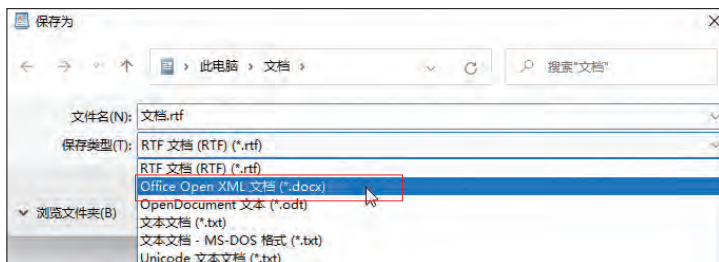 保存为
此电脑 › 文档 ›
搜索"文档"
文件名(N): 文档.rtf
保存类型(T): RTF 文档 (RTF) (*.rtf)
RTF 文档 (RTF) (*.rtf)
Office Open XML 文档 (*.docx)
OpenDocument 文本 (*.odt)
浏览文件夹(B)
文本文档 (*.txt)
文本文档 - MS-DOS 格式 (*.txt)
Unicode 文本文档 (*.txt)